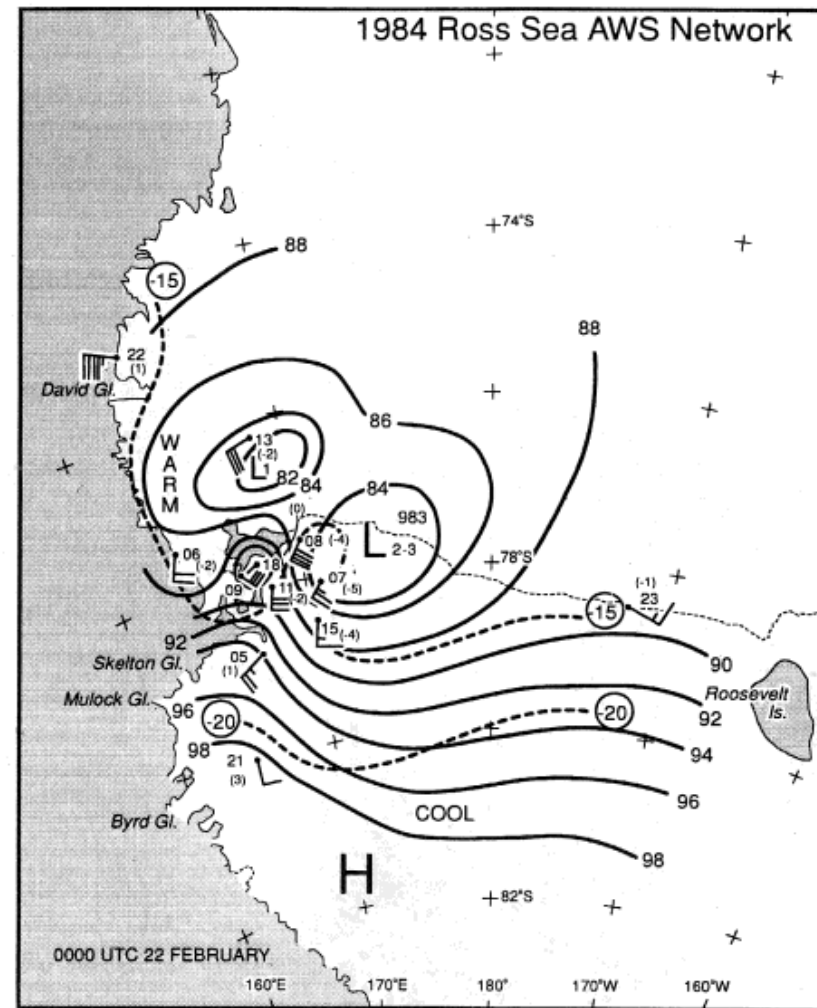 1984 Ross Sea AWS Network
74°S
88
-15
88
22
(1)
David Gl.
86
WARM
13
(-2)
L
1
82
84
84
983
(0)
08
(-4)
L
2-3
78°S
06
(-2)
18
07
(-5)
(-1)
23
09
11
(-2)
-15
15
(-4)
92
90
Skelton Gl.
05
(1)
Roosevelt
Is.
Mulock Gl.
96
-20
-20
92
98
94
21
(3)
96
Byrd Gl.
COOL
98
H
82°S
0000 UTC 22 FEBRUARY
160°E
170°E
180°
170°W
160°W